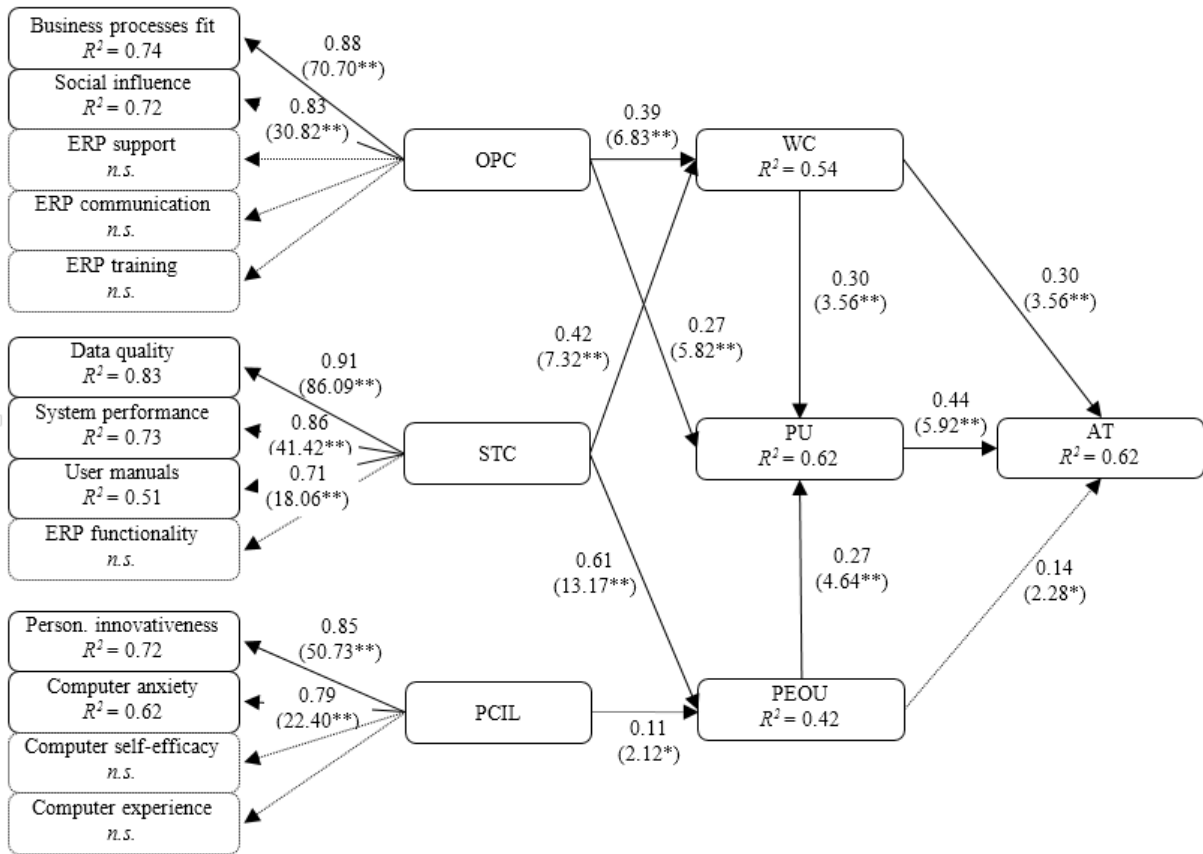 Business processes fit
R² = 0.74
Social influence
R² = 0.72
ERP support
n.s.
ERP communication
n.s.
ERP training
n.s.
0.88
(70.70**)
0.83
(30.82**)
OPC
0.39
(6.83**)
WC
R² = 0.54
0.30
(3.56**)
0.30
(3.56**)
0.42
(7.32**)
0.27
(5.82**)
Data quality
R² = 0.83
System performance
R² = 0.73
User manuals
R² = 0.51
ERP functionality
n.s.
0.91
(86.09**)
0.86
(41.42**)
0.71
(18.06**)
STC
PU
R² = 0.62
0.44
(5.92**)
AT
R² = 0.62
0.61
(13.17**)
0.27
(4.64**)
0.14
(2.28*)
Person. innovativeness
R² = 0.72
Computer anxiety
R² = 0.62
Computer self-efficacy
n.s.
Computer experience
n.s.
0.85
(50.73**)
0.79
(22.40**)
PCIL
0.11
(2.12*)
PEOU
R² = 0.42